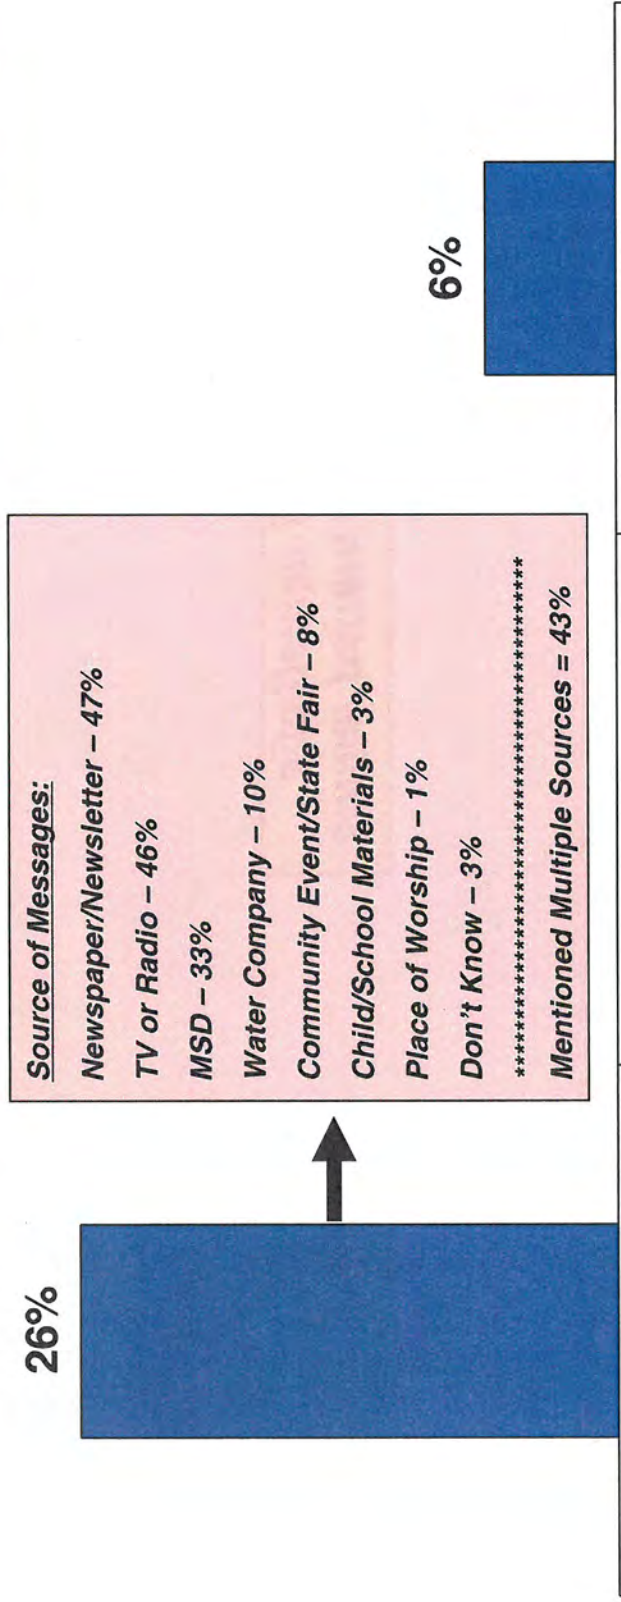 26%
Source of Messages:
Newspaper/Newsletter – 47%
TV or Radio – 46%
MSD – 33%
Water Company – 10%
Community Event/State Fair – 8%
Child/School Materials – 3%
Place of Worship – 1%
Don't Know – 3%
****************************************************
Mentioned Multiple Sources = 43%
6%